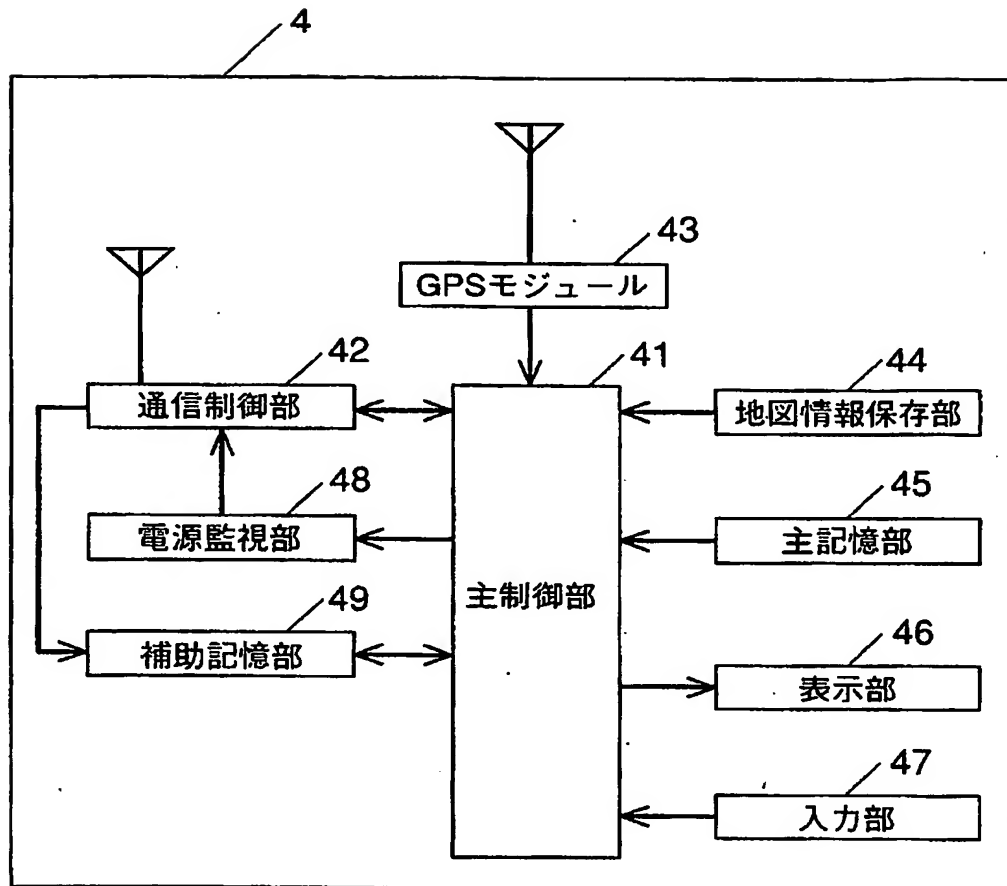 4
43
GPSモジュール
42
通信制御部
41
44
地図情報保存部
48
電源監視部
45
主記憶部
主制御部
49
補助記憶部
46
表示部
47
入力部